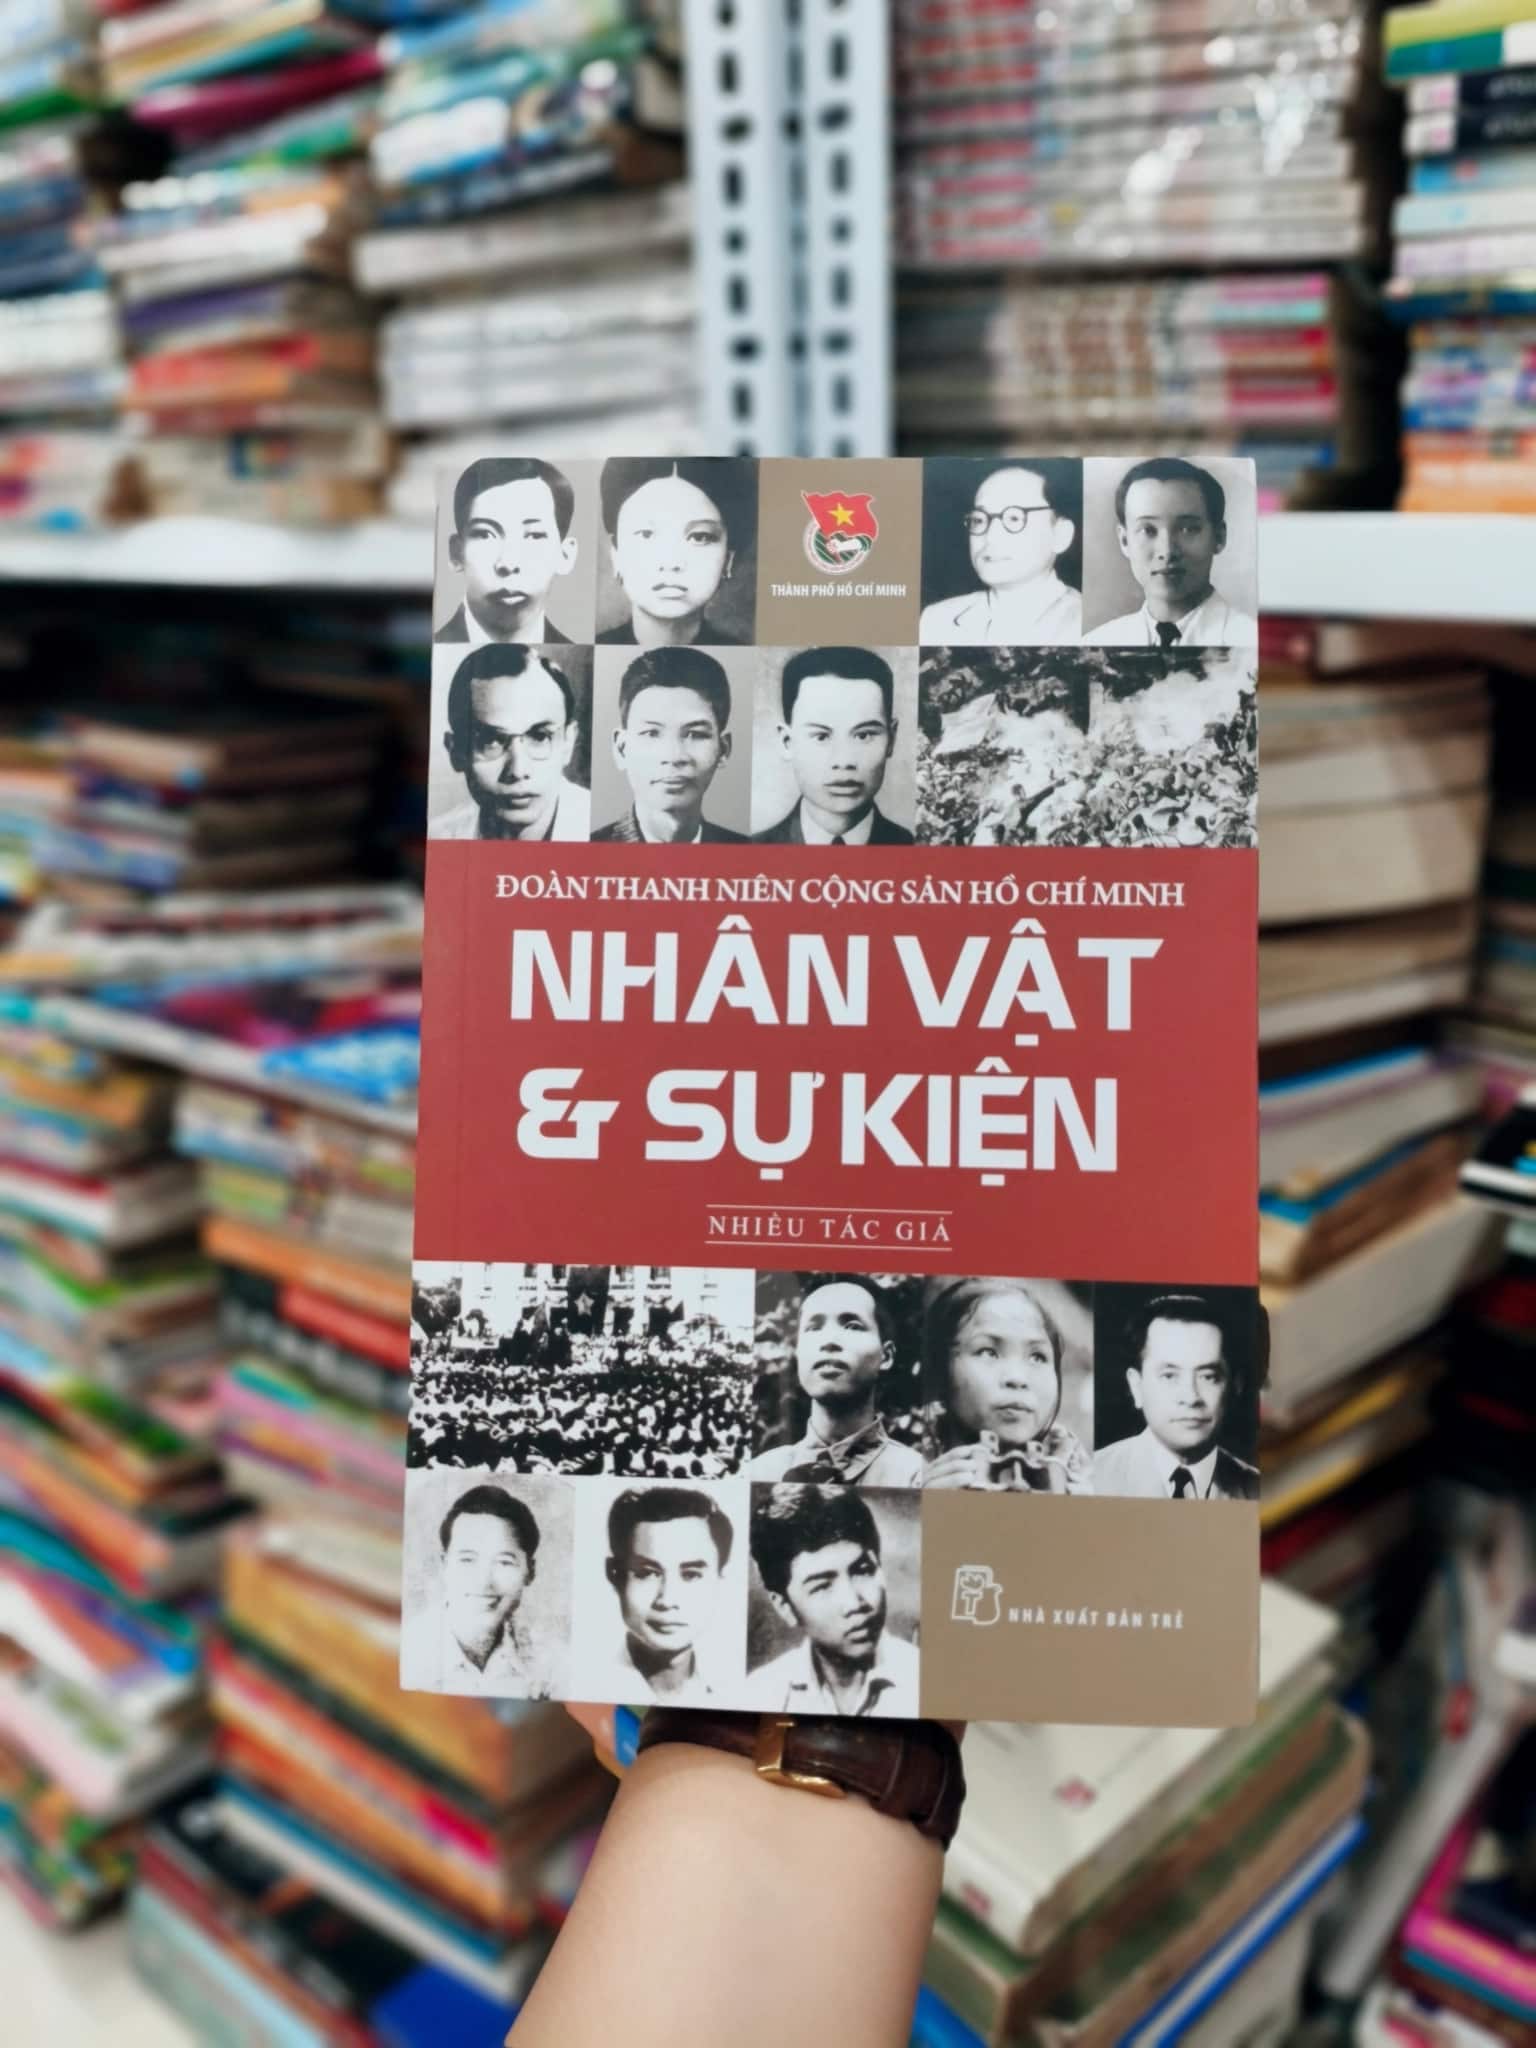 THÀNH PHỐ HỒ CHÍ MINH
ĐOÀN THANH NIÊN CỘNG SẢN HỒ CHÍ MINH
NHÂN VẬT
& SỰ KIỆN
NHIỀU TÁC GIẢ
NHÀ XUẤT BẢN TRẺ